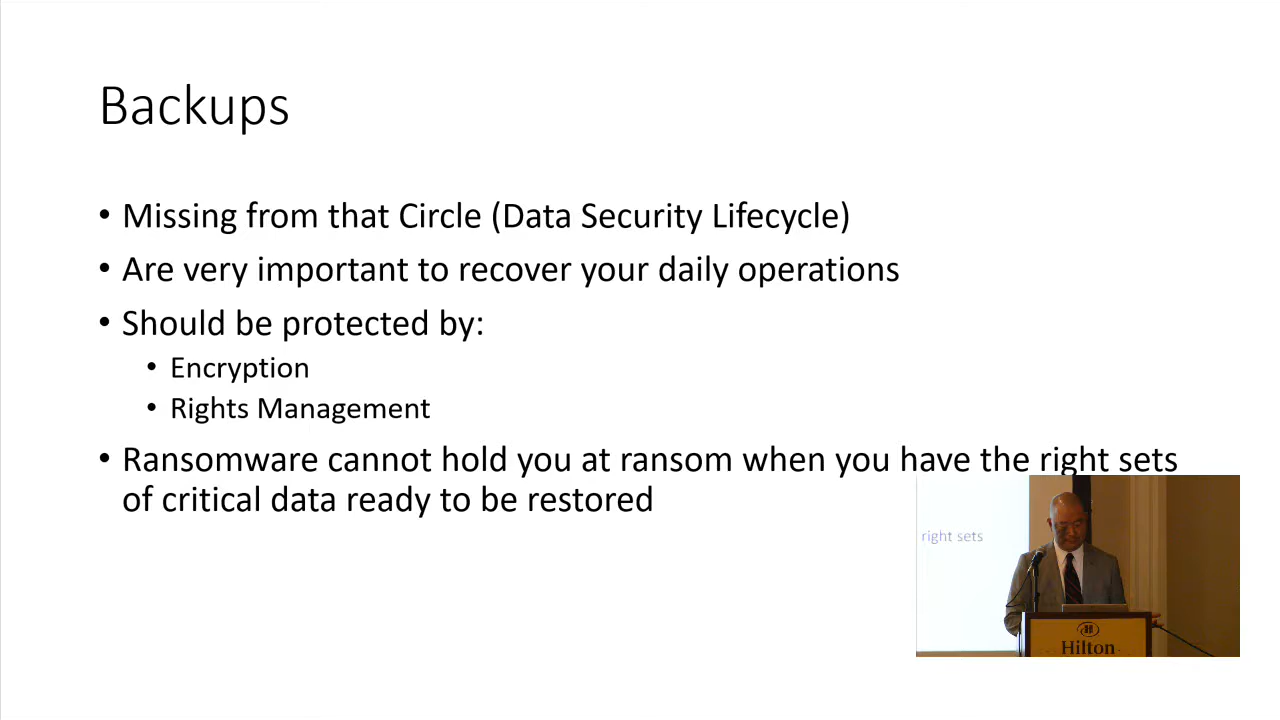 Backups
• Missing from that Circle (Data Security Lifecycle)
• Are very important to recover your daily operations
• Should be protected by:
• Encryption
• Rights Management
• Ransomware cannot hold you at ransom when you have the right sets
of critical data ready to be restored
right sets
Hilton